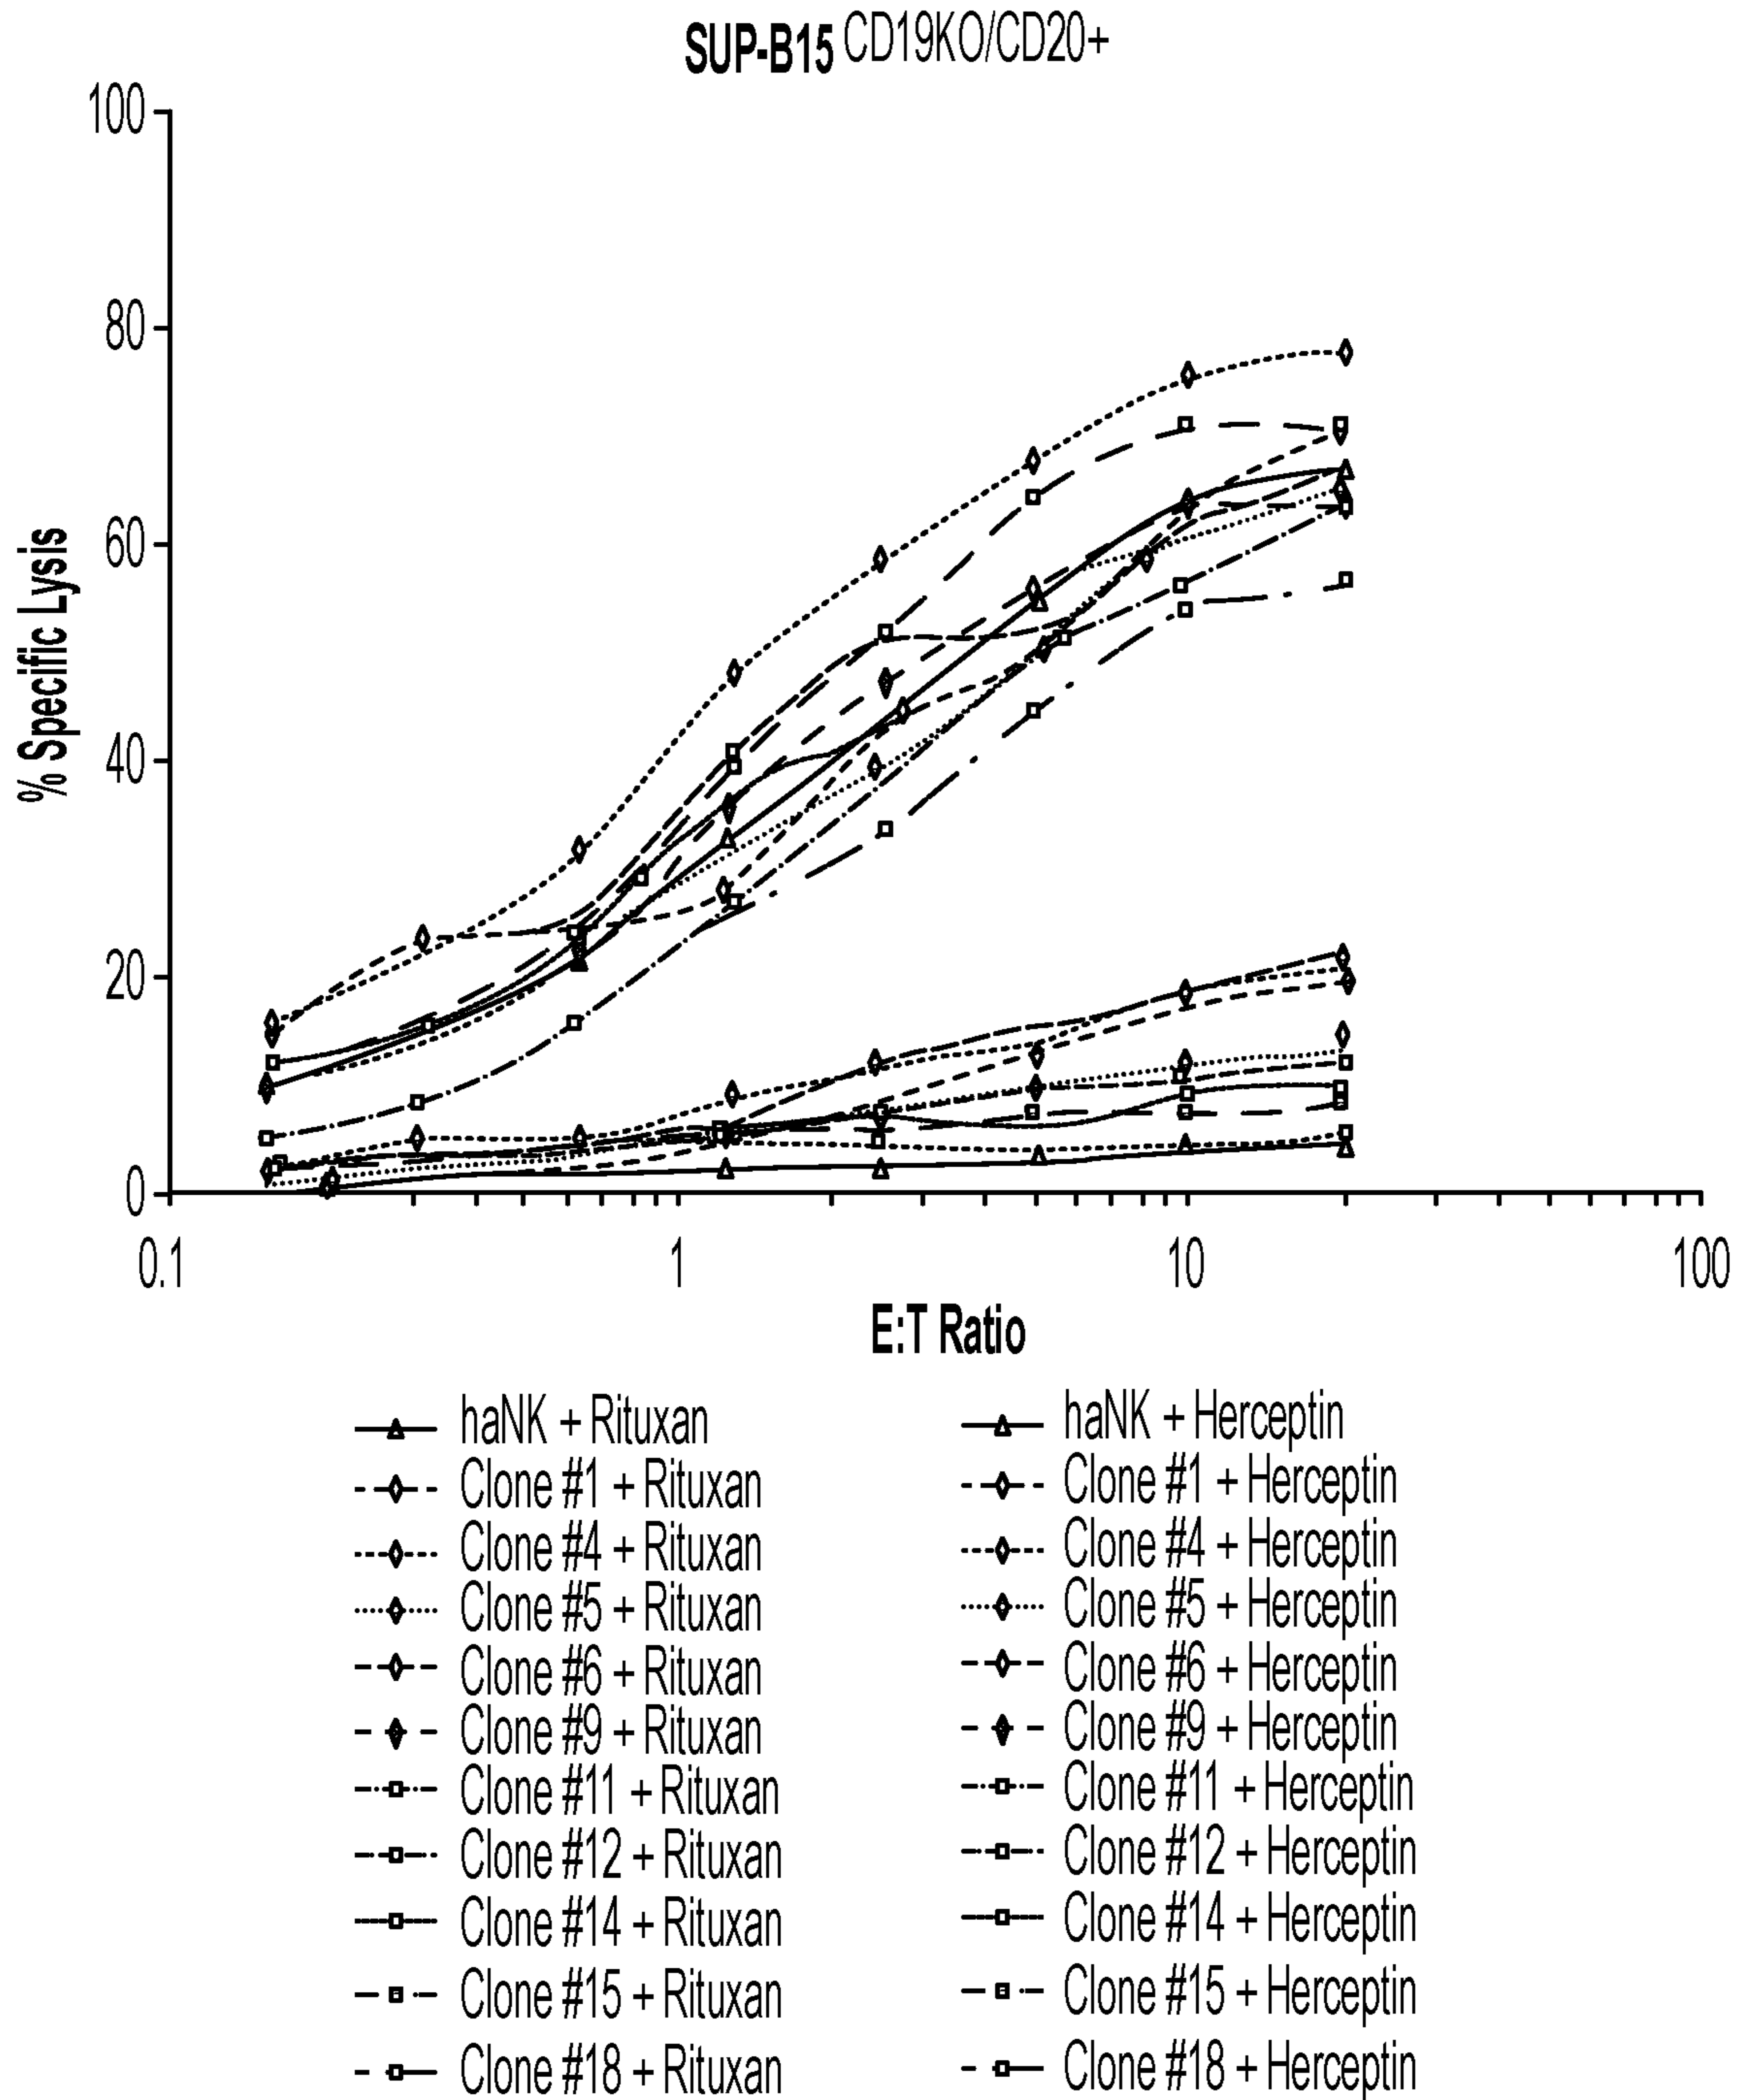 SUP-B15 CD19KO/CD20+
100
80
60
40
20
0
% Specific Lysis
0.1 1 10 100
E:T Ratio
haNK + Rituxan
Clone #1 + Rituxan
Clone #4 + Rituxan
Clone #5 + Rituxan
Clone #6 + Rituxan
Clone #9 + Rituxan
Clone #11 + Rituxan
Clone #12 + Rituxan
Clone #14 + Rituxan
Clone #15 + Rituxan
Clone #18 + Rituxan
haNK + Herceptin
Clone #1 + Herceptin
Clone #4 + Herceptin
Clone #5 + Herceptin
Clone #6 + Herceptin
Clone #9 + Herceptin
Clone #11 + Herceptin
Clone #12 + Herceptin
Clone #14 + Herceptin
Clone #15 + Herceptin
Clone #18 + Herceptin